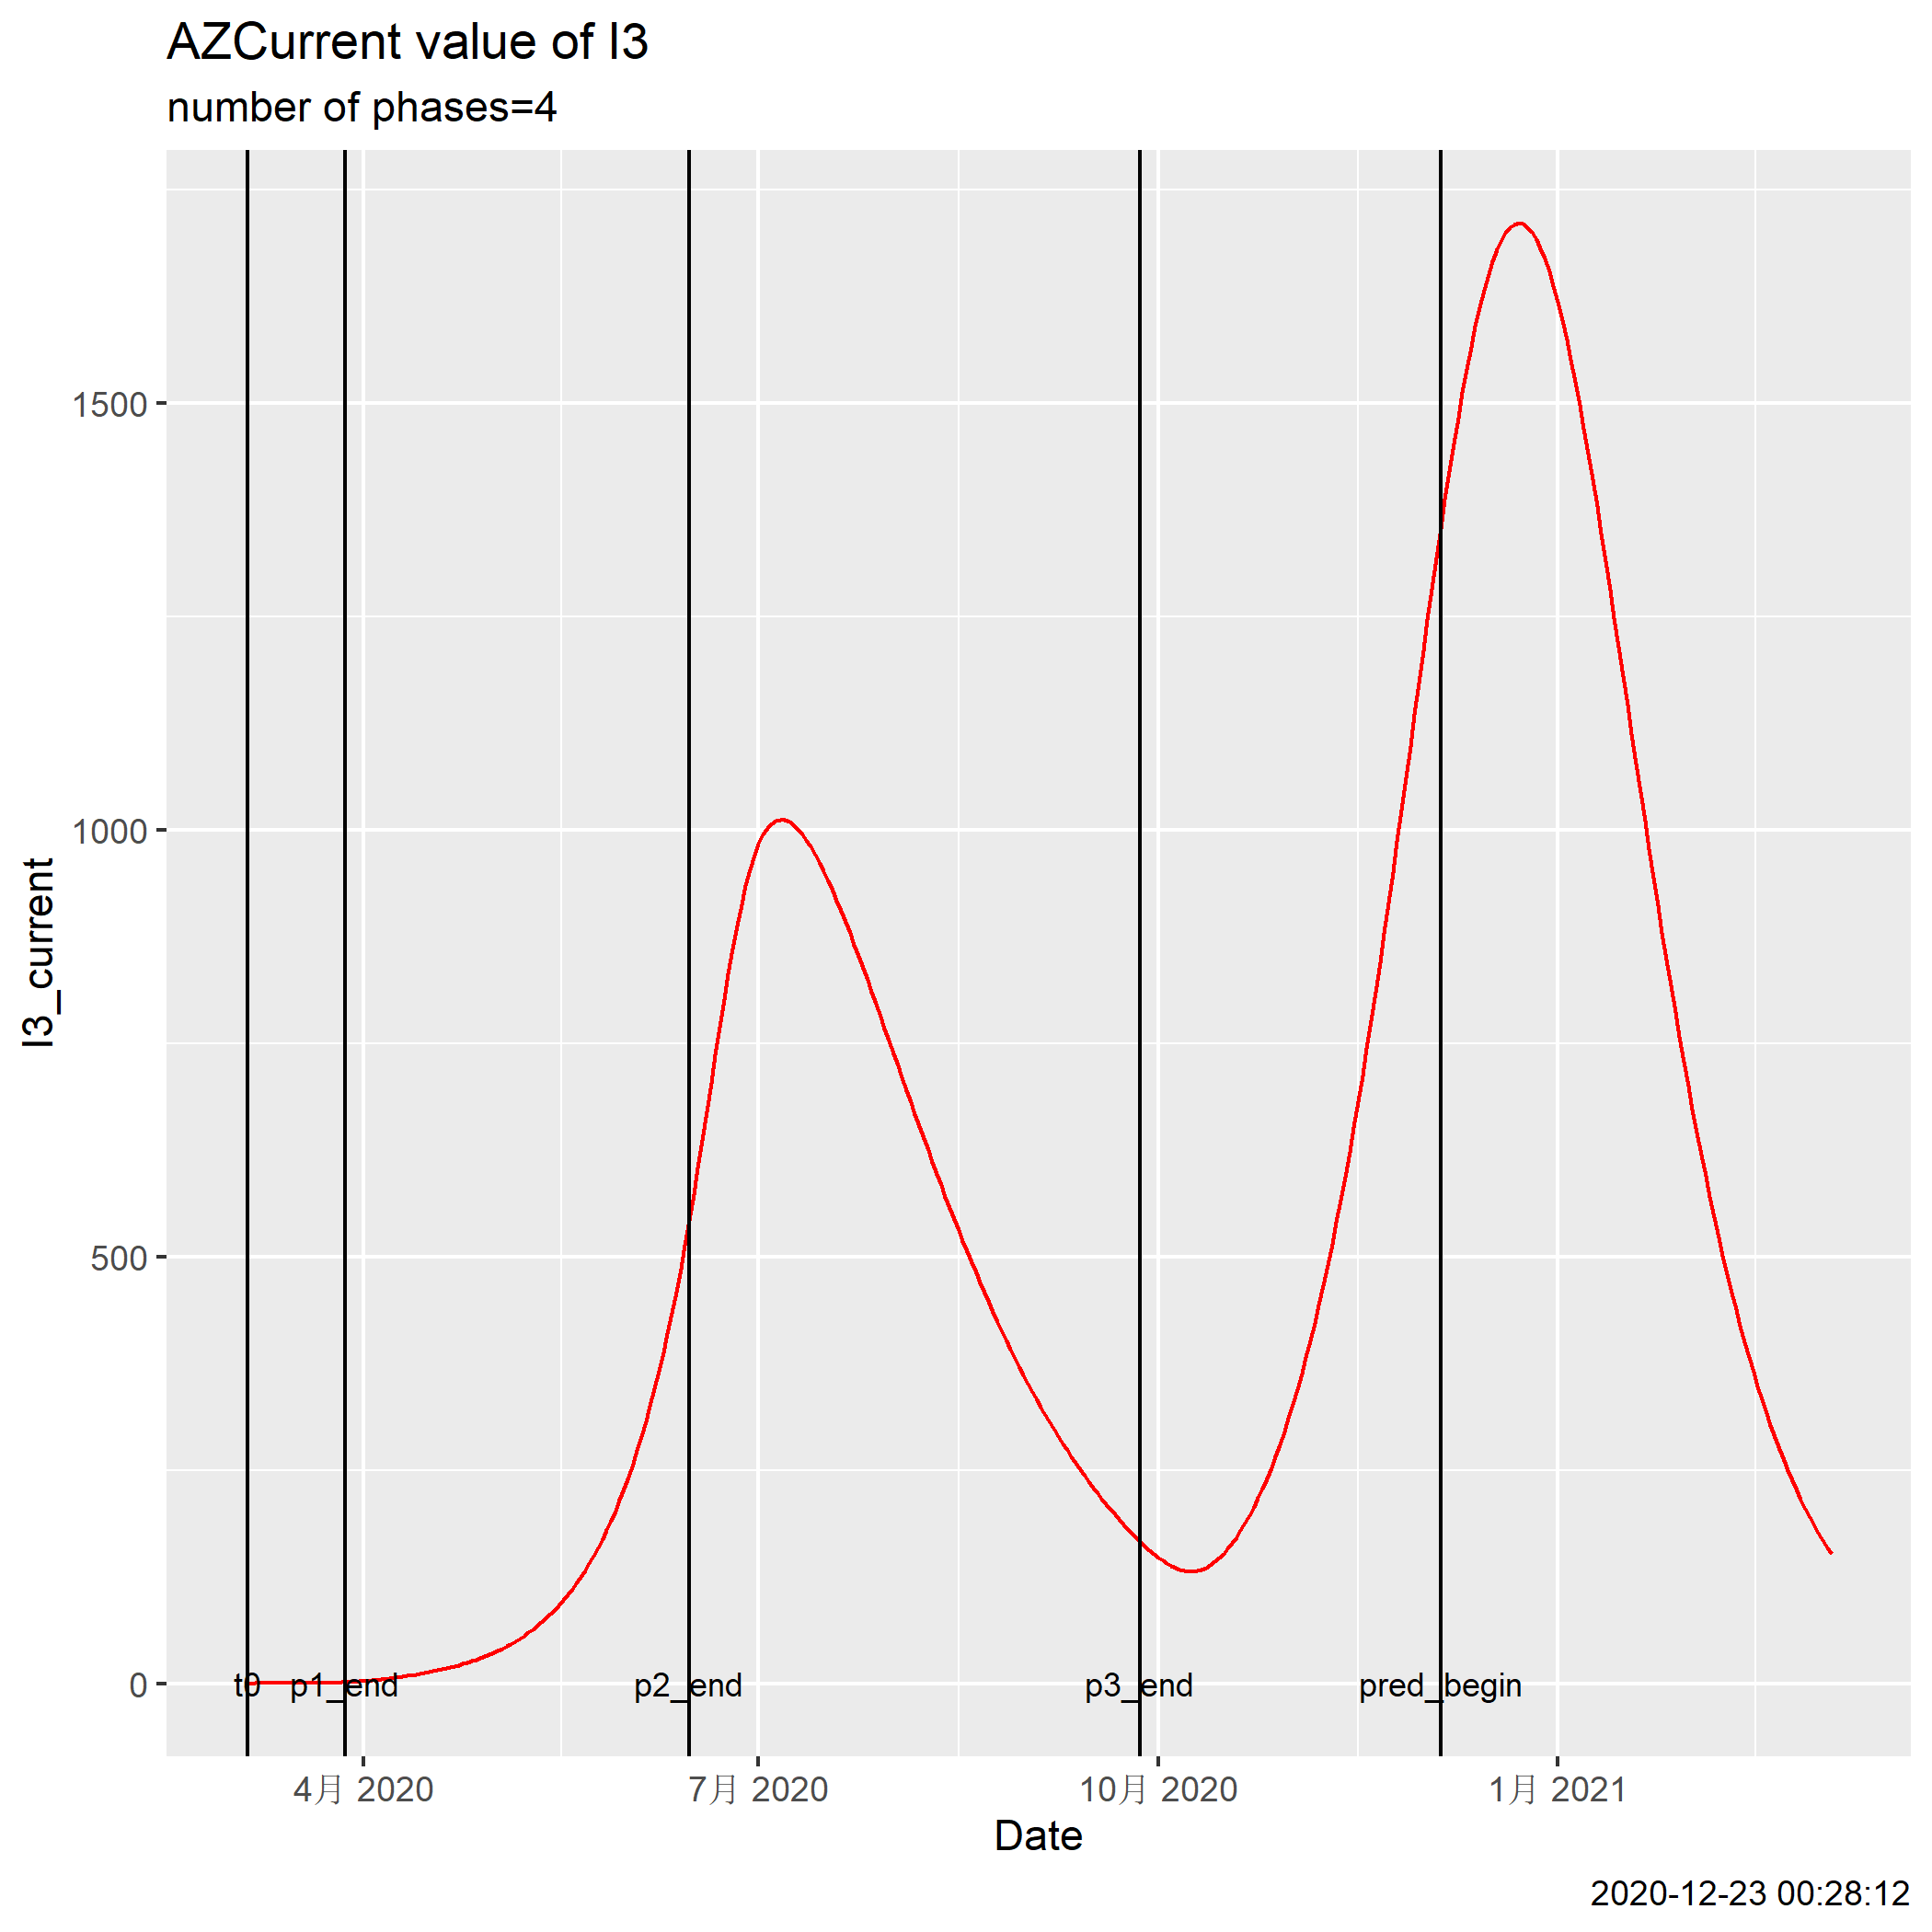 AZCurrent value of I3
number of phases=4
I3_current
1500
1000
500
0
t0 p1_end p2_end p3_end pred_begin
4月 2020 7月 2020 10月 2020 1月 2021
Date
2020-12-23 00:28:12